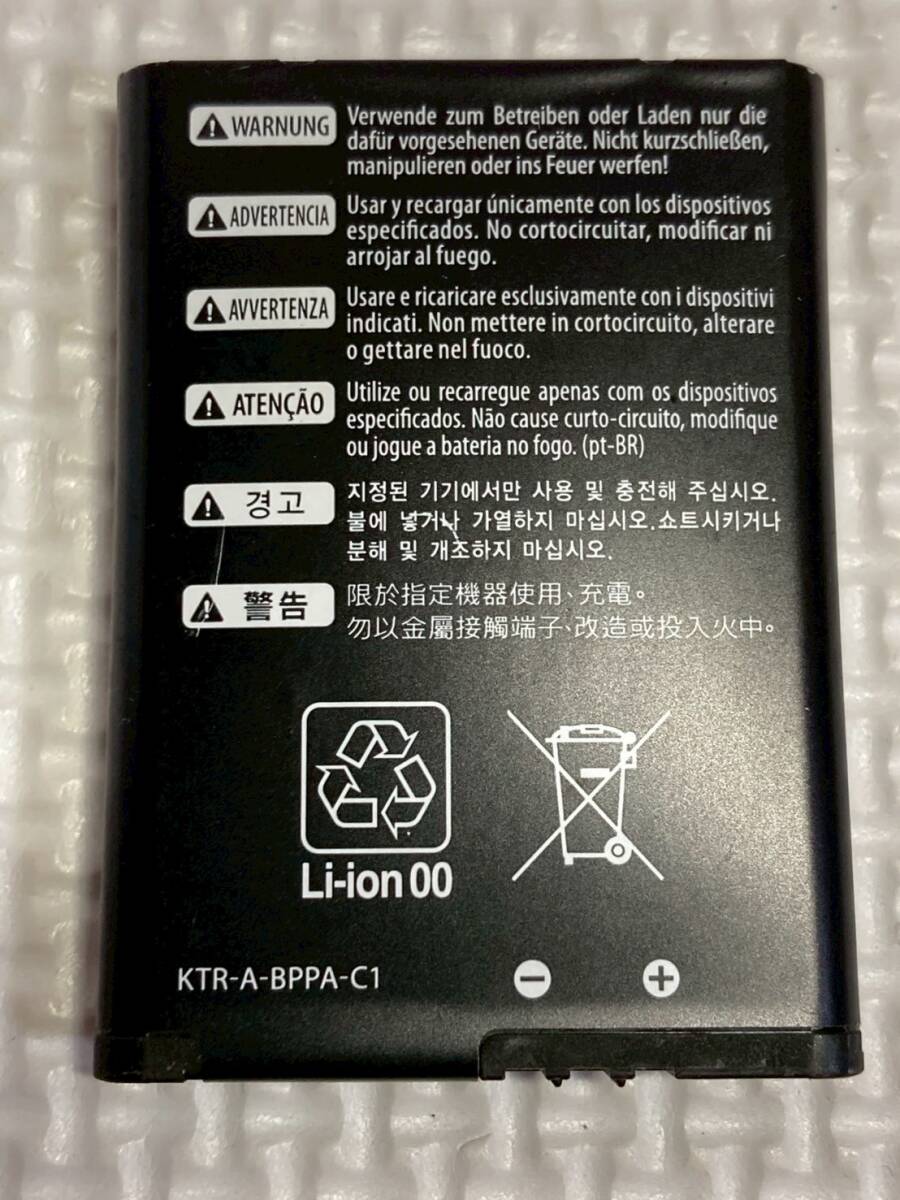 WARNUNG
Verwende zum Betreiben oder Laden nur die
dafür vorgesehenen Geräte. Nicht kurzschließen,
manipulieren oder ins Feuer werfen!
ADVERTENCIA
Usar y recargar únicamente con los dispositivos
especificados. No cortocircuitar, modificar ni
arrojar al fuego.
AVVERTENZA
Usare e ricaricare esclusivamente con i dispositivi
indicati. Non mettere in cortocircuito, alterare
o gettare nel fuoco.
ATENÇÃO
Utilize ou recarregue apenas com os dispositivos
especificados. Não cause curto-circuito, modifique
ou jogue a bateria no fogo. (pt-BR)
경고
지정된 기기에서만 사용 및 충전해 주십시오.
불에 넣거나 가열하지 마십시오.쇼트시키거나
분해 및 개조하지 마십시오.
警告
限於指定機器使用、充電。
勿以金屬接觸端子、改造或投入火中。
Li-ion 00
KTR-A-BPPA-C1
− +